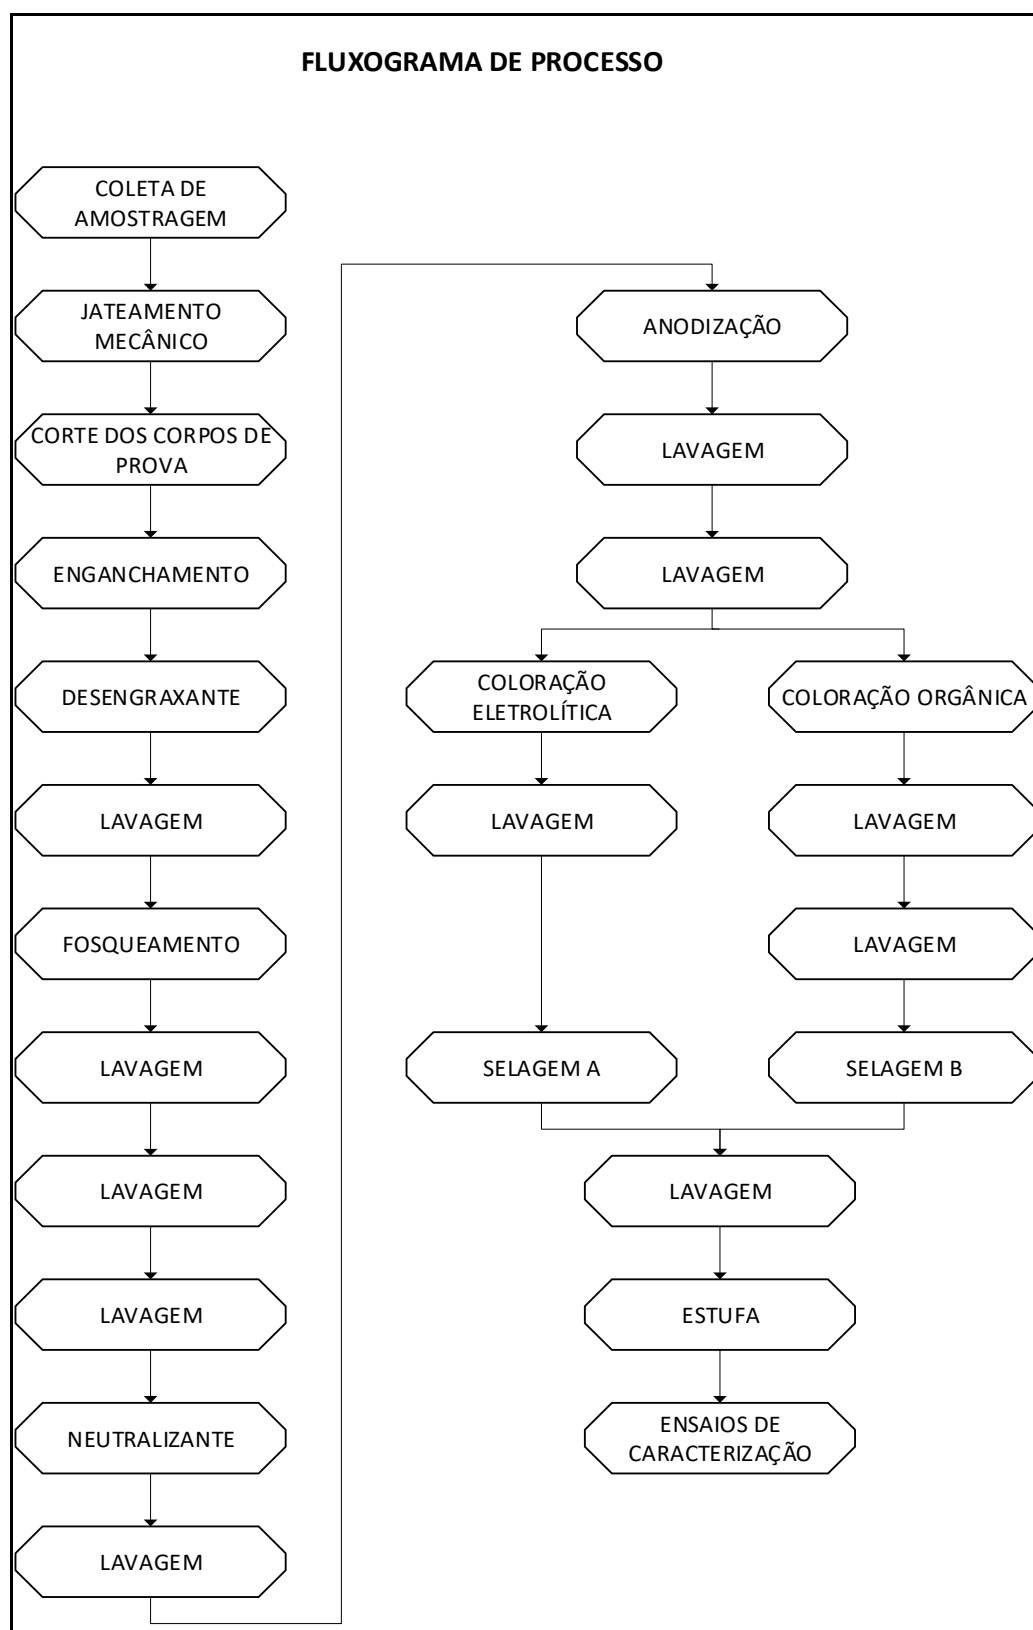 FLUXOGRAMA DE PROCESSO
COLETA DE
AMOSTRAGEM
JATEAMENTO
MECÂNICO
CORTE DOS CORPOS DE
PROVA
ENGANCHAMENTO
DESENGRAXANTE
LAVAGEM
FOSQUEAMENTO
LAVAGEM
LAVAGEM
LAVAGEM
NEUTRALIZANTE
LAVAGEM
ANODIZAÇÃO
LAVAGEM
LAVAGEM
COLORAÇÃO
ELETROLÍTICA
LAVAGEM
SELAGEM A
COLORAÇÃO ORGÂNICA
LAVAGEM
LAVAGEM
SELAGEM B
LAVAGEM
ESTUFA
ENSAIOS DE
CARACTERIZAÇÃO